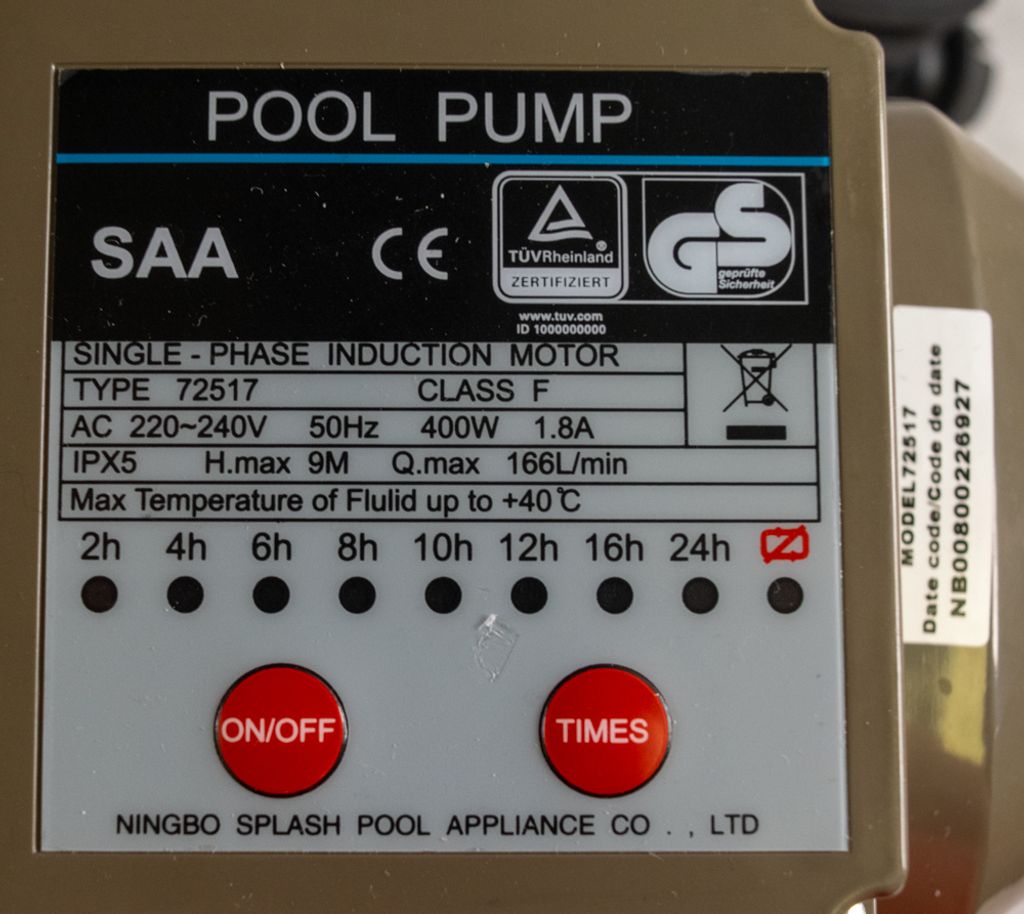 POOL PUMP
SAA
CE
TÜVRheinland®
ZERTIFIZIERT
GS
geprüfte
Sicherheit
www.tuv.com
ID 1000000000
SINGLE - PHASE INDUCTION MOTOR
TYPE 72517 CLASS F
AC 220~240V 50Hz 400W 1.8A
IPX5 H.max 9M Q.max 166L/min
Max Temperature of Flulid up to +40℃
2h 4h 6h 8h 10h 12h 16h 24h
ON/OFF
TIMES
NINGBO SPLASH POOL APPLIANCE CO . , LTD
MODEL72517
Date code/Code de date
NB00800226927